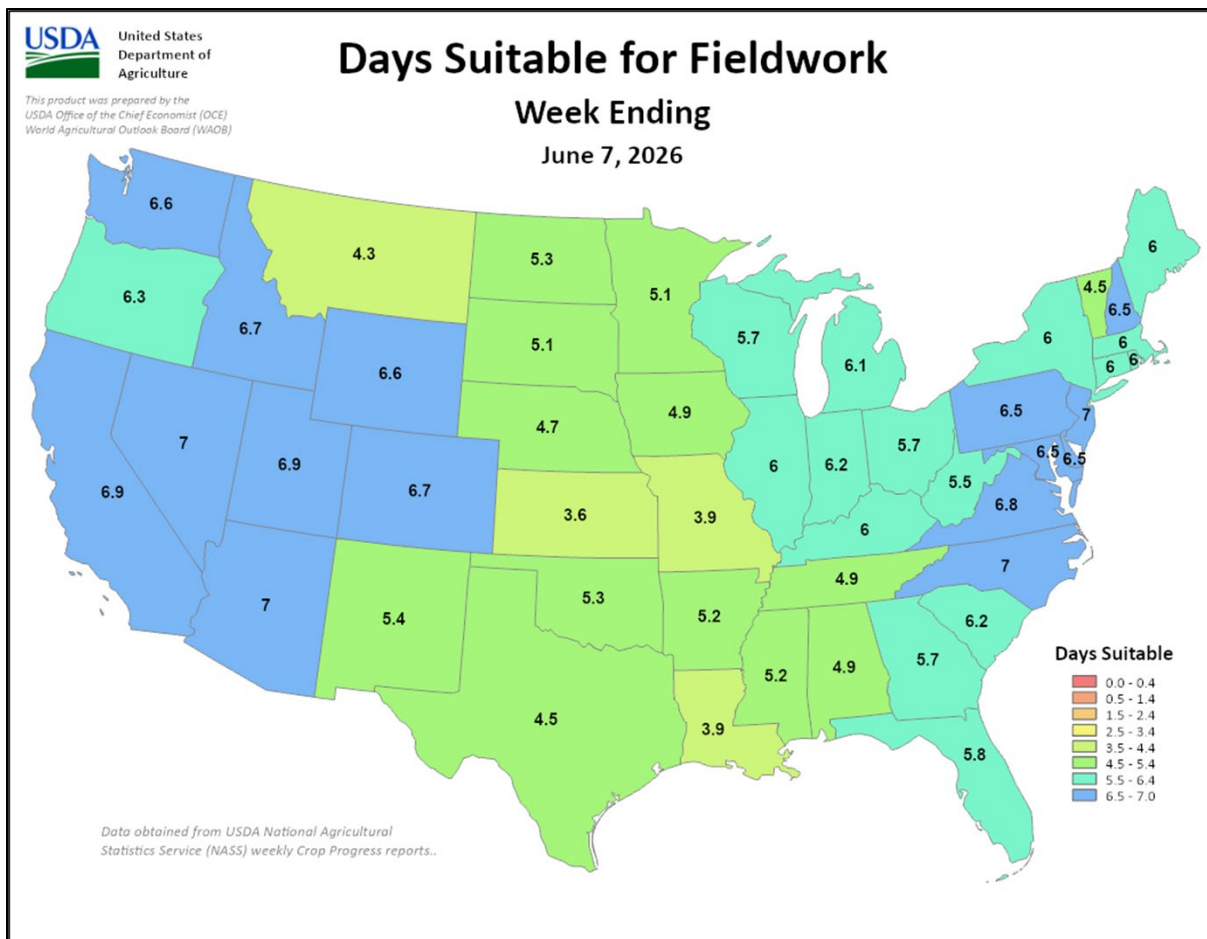 USDA
United States
Department of
Agriculture
This product was prepared by the
USDA Office of the Chief Economist (OCE)
World Agricultural Outlook Board (WAOB)
Days Suitable for Fieldwork
Week Ending
June 7, 2026
6.6
4.3
5.3
5.1
6
6.3
6.7
5.1
5.7
6.1
6
4.5
6.5
6
6
6
6.6
4.7
4.9
6.5
7
6.9
7
6.9
6.7
3.6
3.9
6
6.2
5.7
5.5
6.5
6.5
6.8
6
7
7
5.4
5.3
5.2
4.9
6.2
4.5
3.9
5.2
4.9
5.7
5.8
Days Suitable
0.0 - 0.4
0.5 - 1.4
1.5 - 2.4
2.5 - 3.4
3.5 - 4.4
4.5 - 5.4
5.5 - 6.4
6.5 - 7.0
Data obtained from USDA National Agricultural
Statistics Service (NASS) weekly Crop Progress reports..